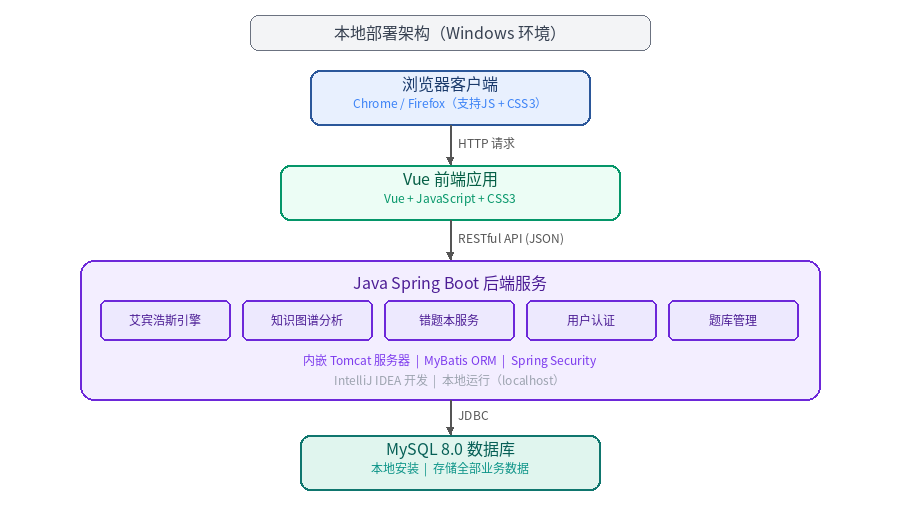 本地部署架构（Windows 环境）
浏览器客户端
Chrome / Firefox（支持JS + CSS3）
HTTP 请求
Vue 前端应用
Vue + JavaScript + CSS3
RESTful API (JSON)
Java Spring Boot 后端服务
艾宾浩斯引擎
知识图谱分析
错题本服务
用户认证
题库管理
内嵌 Tomcat 服务器 | MyBatis ORM | Spring Security
IntelliJ IDEA 开发 | 本地运行（localhost）
JDBC
MySQL 8.0 数据库
本地安装 | 存储全部业务数据